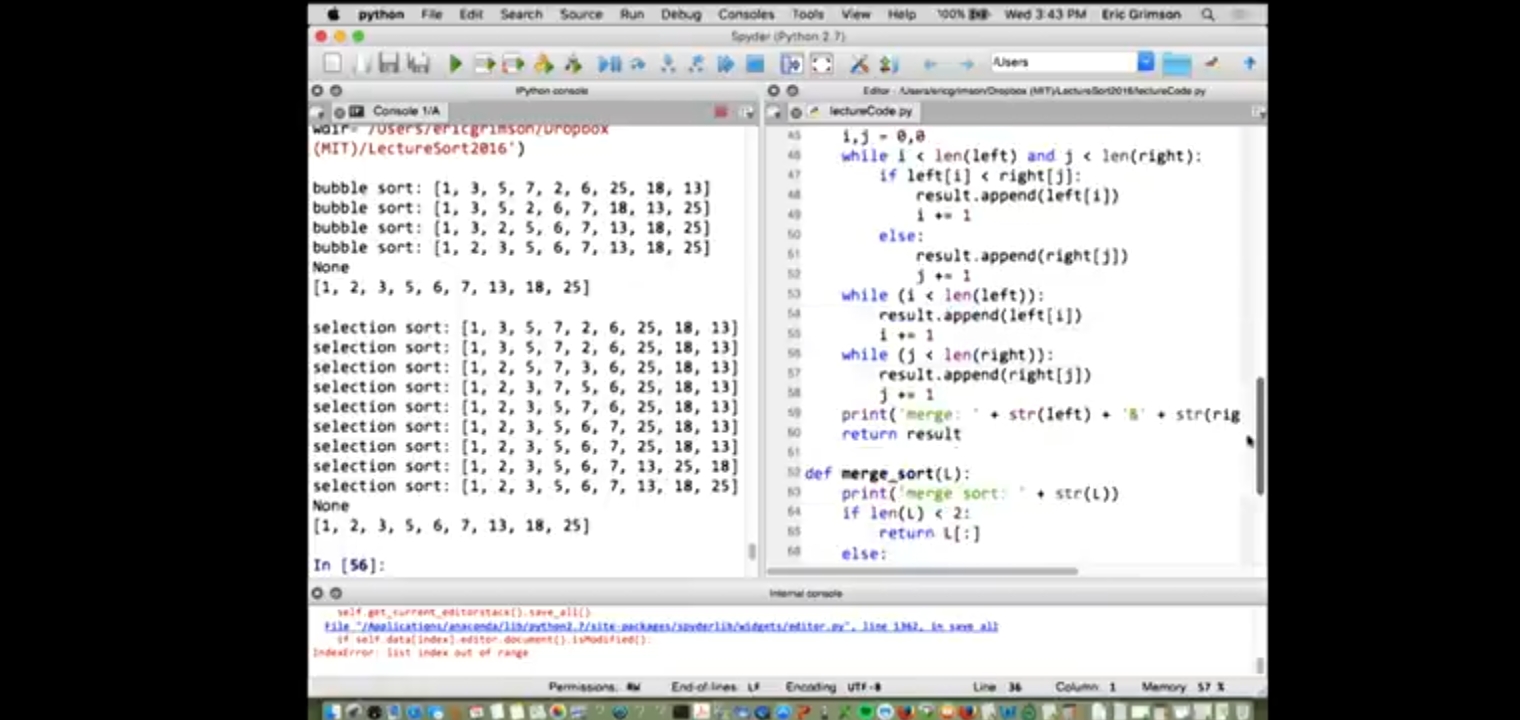 python File Edit Search Source Run Debug Consoles Tools View Help 100% Wed 3:43 PM Eric Grimson
Spyder (Python 2.7)
/Users
IPython console
Console 1/A
wdir='/Users/ericgrimson/Dropbox
(MIT)/LectureSort2016')
bubble sort: [1, 3, 5, 7, 2, 6, 25, 18, 13]
bubble sort: [1, 3, 5, 2, 6, 7, 18, 13, 25]
bubble sort: [1, 3, 2, 5, 6, 7, 13, 18, 25]
bubble sort: [1, 2, 3, 5, 6, 7, 13, 18, 25]
None
[1, 2, 3, 5, 6, 7, 13, 18, 25]
selection sort: [1, 3, 5, 7, 2, 6, 25, 18, 13]
selection sort: [1, 3, 5, 7, 2, 6, 25, 18, 13]
selection sort: [1, 2, 5, 7, 3, 6, 25, 18, 13]
selection sort: [1, 2, 3, 7, 5, 6, 25, 18, 13]
selection sort: [1, 2, 3, 5, 7, 6, 25, 18, 13]
selection sort: [1, 2, 3, 5, 6, 7, 25, 18, 13]
selection sort: [1, 2, 3, 5, 6, 7, 25, 18, 13]
selection sort: [1, 2, 3, 5, 6, 7, 13, 25, 18]
selection sort: [1, 2, 3, 5, 6, 7, 13, 18, 25]
None
[1, 2, 3, 5, 6, 7, 13, 18, 25]
In [56]:
Editor - /Users/ericgrimson/Dropbox (MIT)/LectureSort2016/lectureCode.py
lectureCode.py
45 i,j = 0,0
46 while i < len(left) and j < len(right):
47 if left[i] < right[j]:
48 result.append(left[i])
49 i += 1
50 else:
51 result.append(right[j])
52 j += 1
53 while (i < len(left)):
54 result.append(left[i])
55 i += 1
56 while (j < len(right)):
57 result.append(right[j])
58 j += 1
59 print('merge: ' + str(left) + '&' + str(rig
60 return result
61
62 def merge_sort(L):
63 print('merge sort: ' + str(L))
64 if len(L) < 2:
65 return L[:]
66 else:
Internal console
self.get_current_editorstack().save_all()
File "/Applications/anaconda/lib/python2.7/site-packages/spyderlib/widgets/editor.py", line 1362, in save_all
if self.data[index].editor.document().isModified():
IndexError: list index out of range
Permissions: RW End-of-lines: LF Encoding: UTF-8 Line: 36 Column: 1 Memory: 57 %